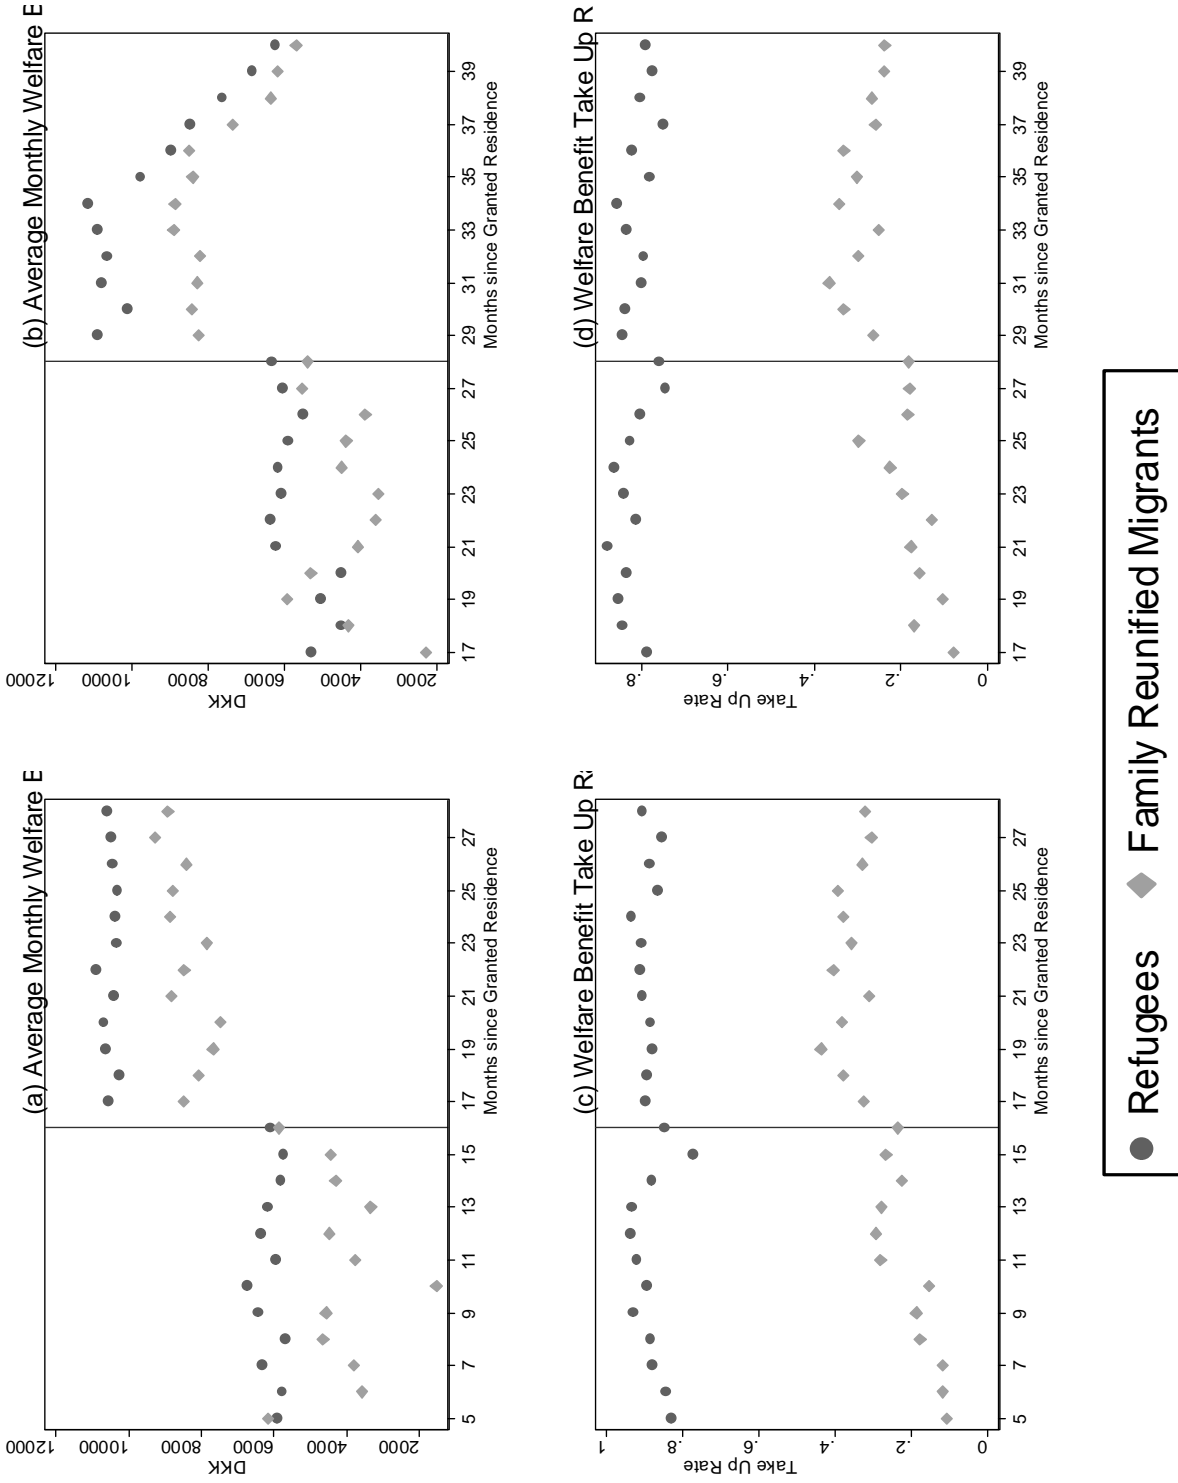 (a) Average Monthly Welfare E
12000
10000
8000
6000
4000
2000
DKK
5 7 9 11 13 15 17 19 21 23 25 27
Months since Granted Residence
(b) Average Monthly Welfare E
12000
10000
8000
6000
4000
2000
DKK
17 19 21 23 25 27 29 31 33 35 37 39
Months since Granted Residence
(c) Welfare Benefit Take Up R
1
.8
.6
.4
.2
0
Take Up Rate
5 7 9 11 13 15 17 19 21 23 25 27
Months since Granted Residence
(d) Welfare Benefit Take Up R
.8
.6
.4
.2
0
Take Up Rate
17 19 21 23 25 27 29 31 33 35 37 39
Months since Granted Residence
Refugees Family Reunified Migrants